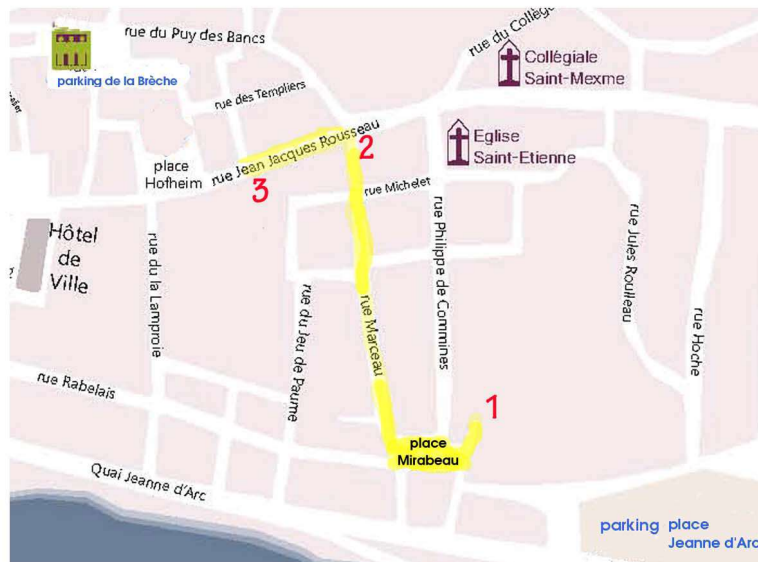 rue du Puy des Bancs
rue du Collég
parking de la Brèche
Collégiale
Saint-Mexme
rue des Templiers
rue Jean Jacques Rousseau
2
Eglise
Saint-Etienne
place
Hofheim
3
rue Michelet
Hôtel
de
Ville
rue du la Lamproie
rue du Jeu de Paume
rue Marceau
rue Philippe de Commines
rue Jules Roulleau
rue Hoche
rue Rabelais
1
place
Mirabeau
Quai Jeanne d'Arc
parking place
Jeanne d'Arc